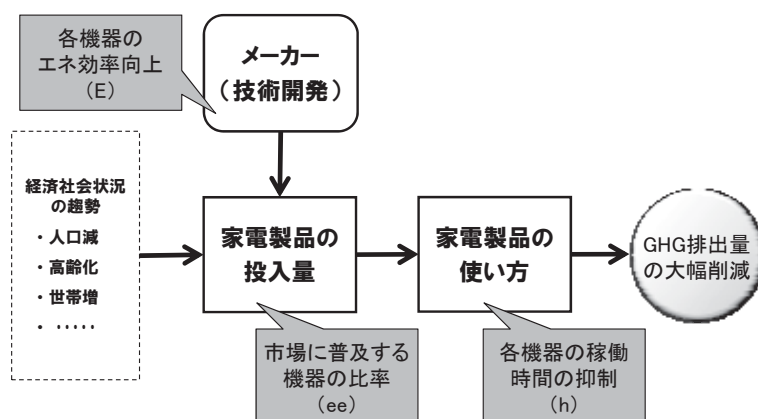 各機器の
エネ効率向上
（E）
メーカー
（技術開発）
経済社会状況
の趨勢
・人口減
・高齢化
・世帯増
・ ・・・・・
家電製品の
投入量
家電製品の
使い方
GHG排出量
の大幅削減
市場に普及する
機器の比率
（ee）
各機器の稼働
時間の抑制
（h）